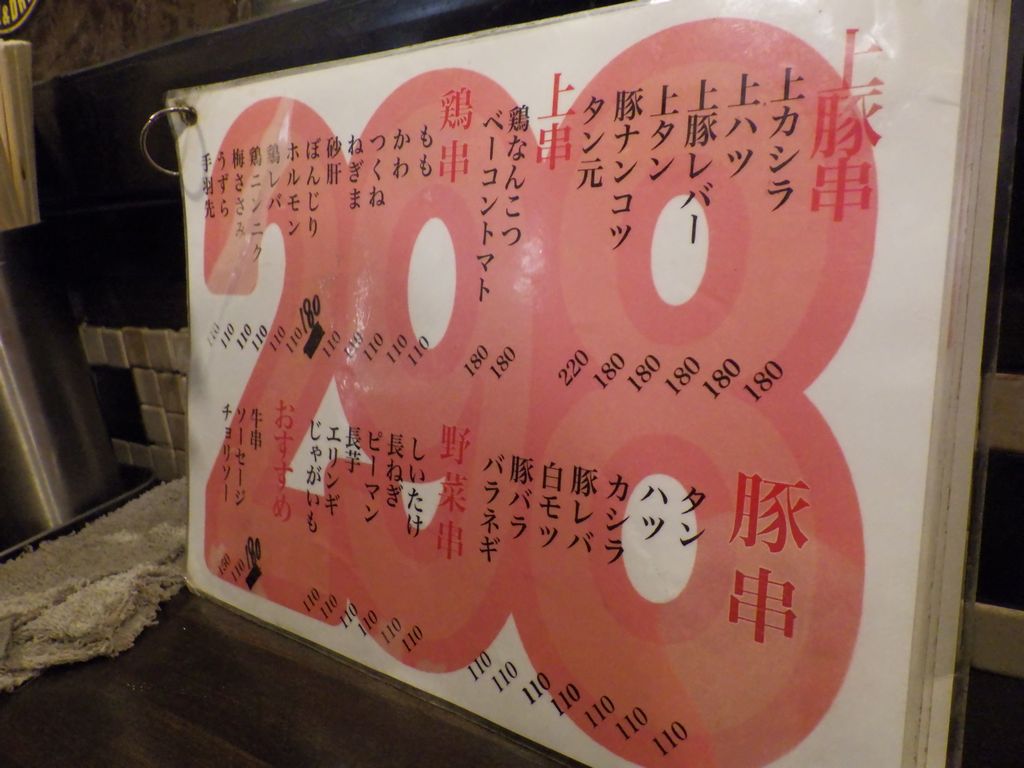 298
上豚串
上カシラ 180
上ハツ 180
上豚レバー 180
上タン 180
豚ナンコツ 180
タン元 220
上串
鶏なんこつ 180
ベーコントマト 180
鶏串
もも 110
かわ 110
つくね 110
ねぎま
砂肝 110
ぼんじり 180
ホルモン 110
鶏レバ 110
鶏ニンニク 110
梅ささみ 110
うずら 110
手羽先
豚串
タン 110
ハツ 110
カシラ 110
豚レバ 110
白モツ 110
豚バラ 110
バラネギ 110
野菜串
しいたけ 110
長ねぎ 110
ピーマン 110
長芋 110
エリンギ 110
じゃがいも 110
おすすめ
牛串 180
ソーセージ 110
チョリソー